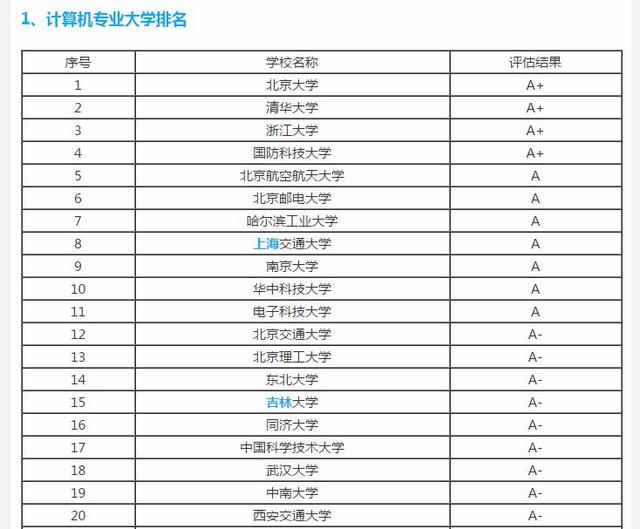 1、计算机专业大学排名
序号 学校名称 评估结果
1 北京大学 A+
2 清华大学 A+
3 浙江大学 A+
4 国防科技大学 A+
5 北京航空航天大学 A
6 北京邮电大学 A
7 哈尔滨工业大学 A
8 上海交通大学 A
9 南京大学 A
10 华中科技大学 A
11 电子科技大学 A
12 北京交通大学 A-
13 北京理工大学 A-
14 东北大学 A-
15 吉林大学 A-
16 同济大学 A-
17 中国科学技术大学 A-
18 武汉大学 A-
19 中南大学 A-
20 西安交通大学 A-